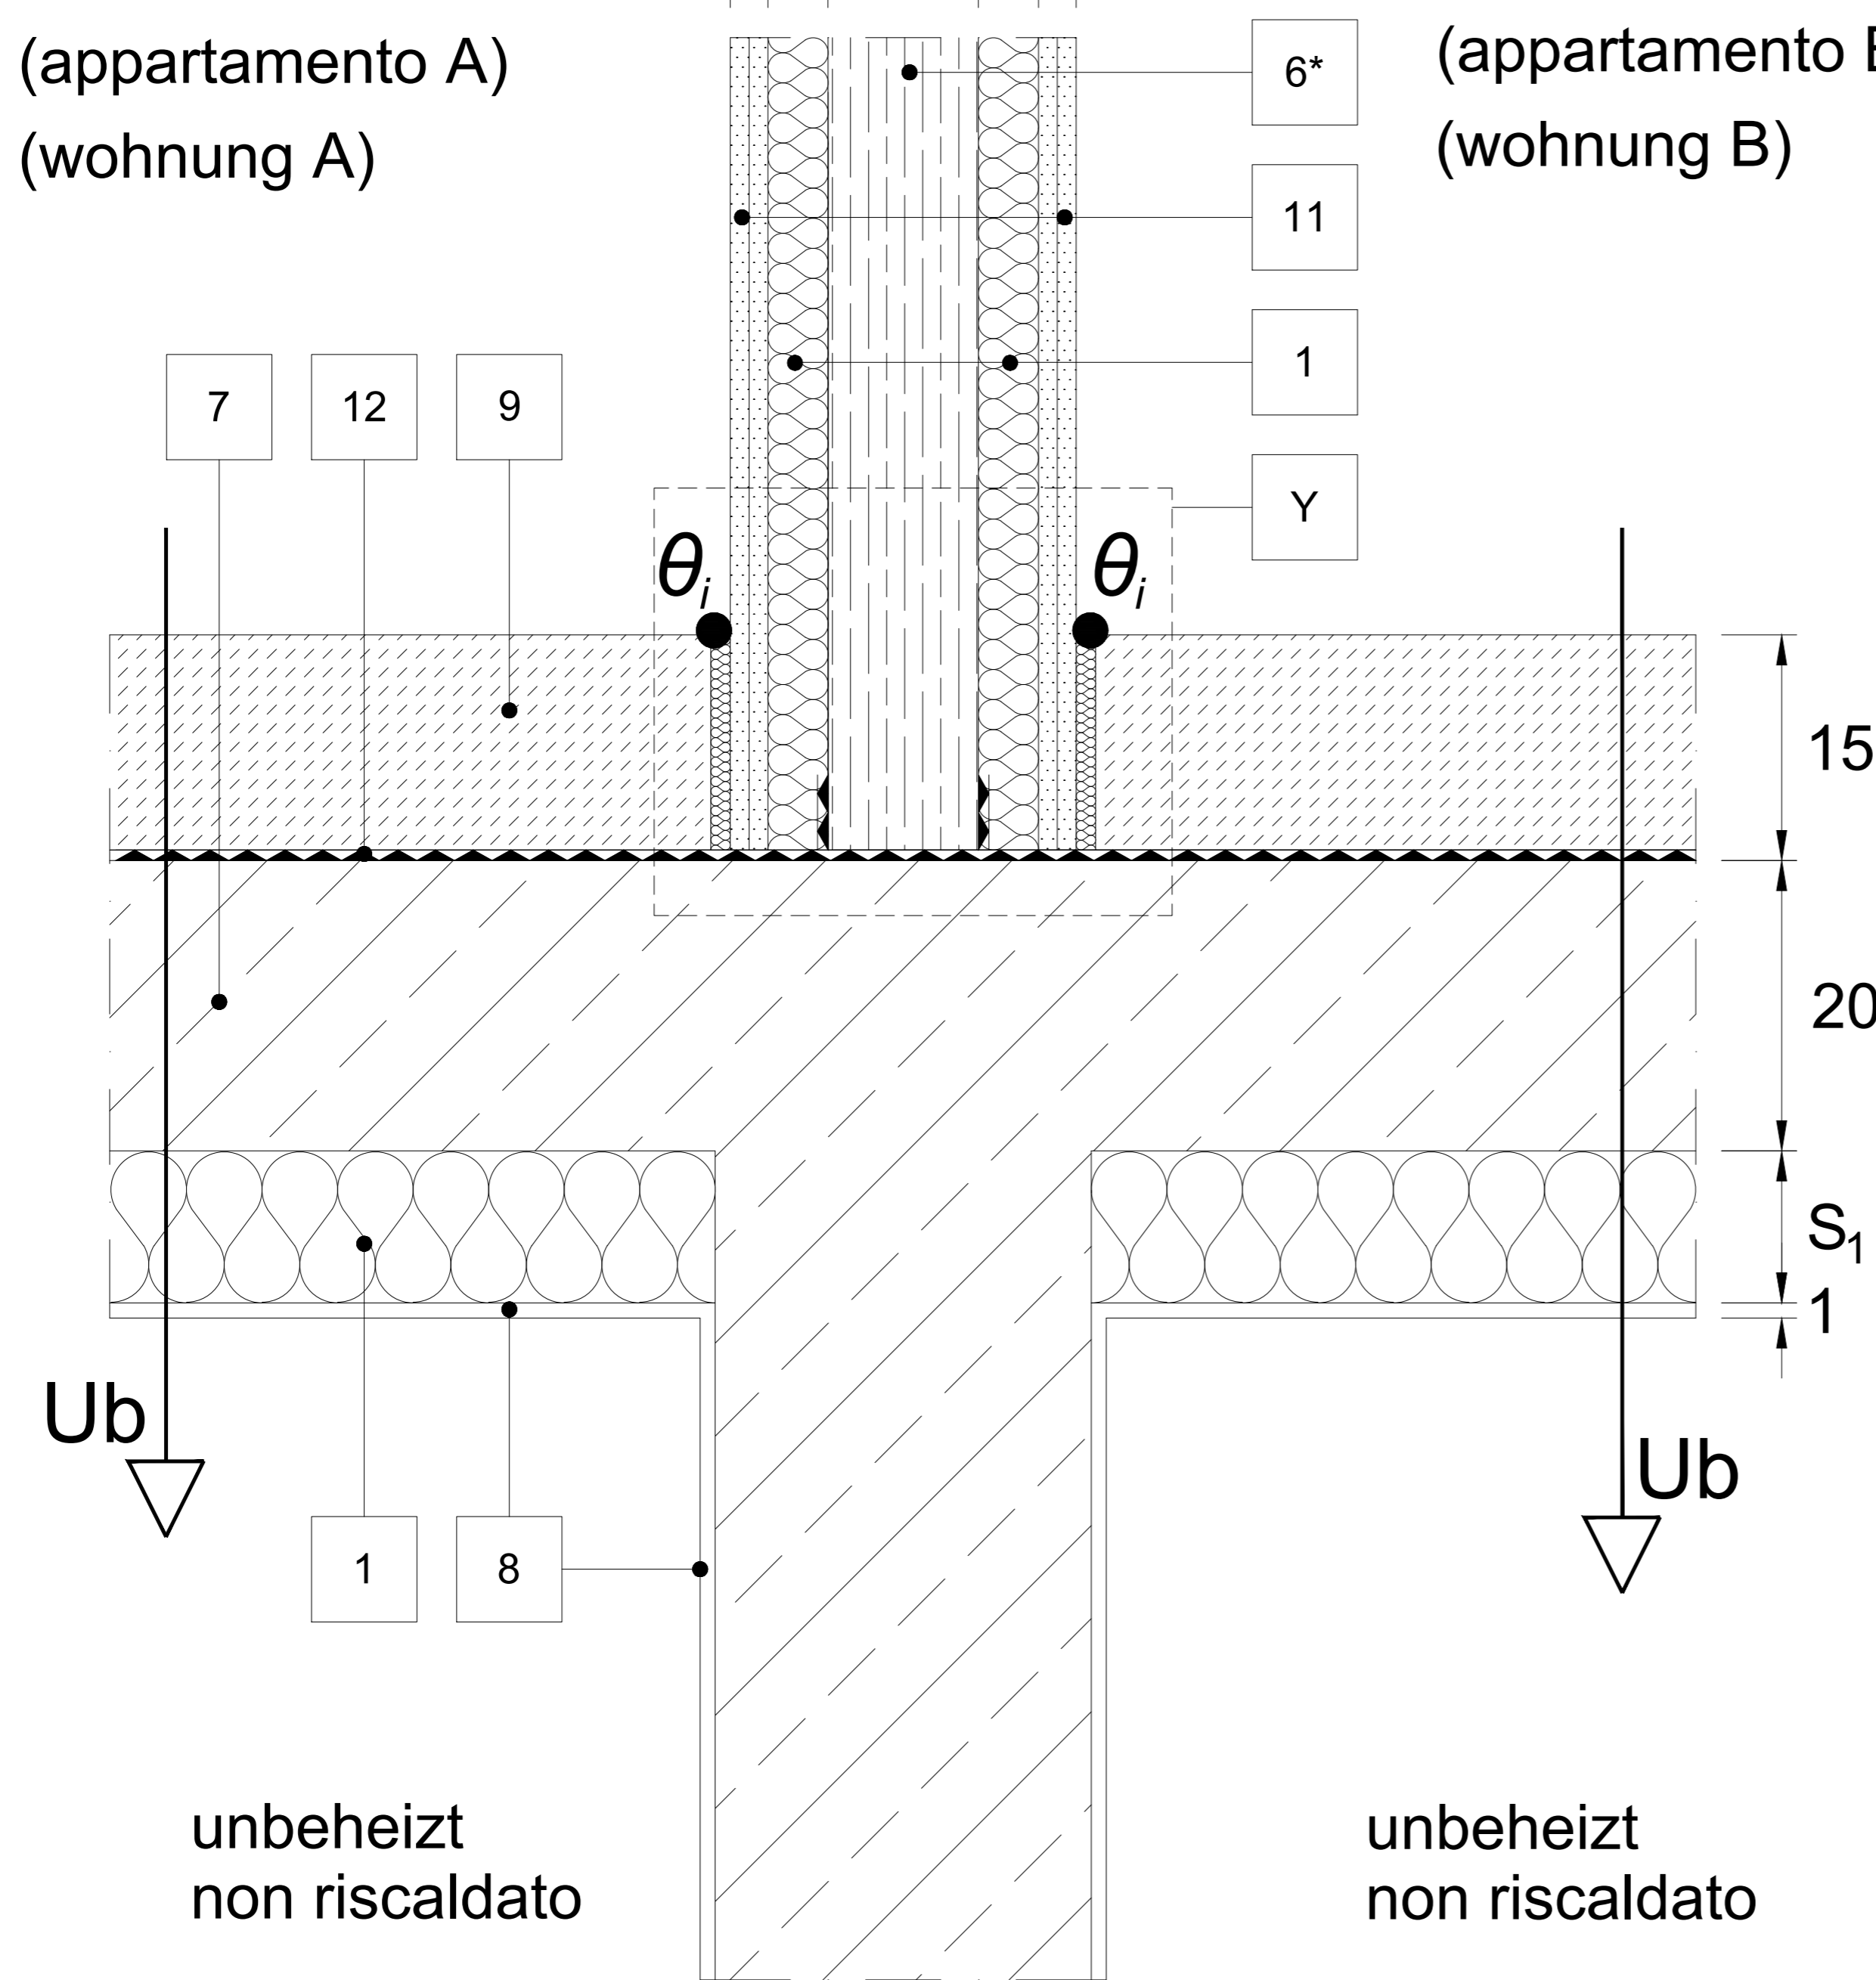 (appartamento A)
(wohnung A)
(appartamento B
(wohnung B)
6*
11
1
Y
7
12
9
θi
θi
15
20
S1
1
Ub
Ub
1
8
unbeheizt
non riscaldato
unbeheizt
non riscaldato